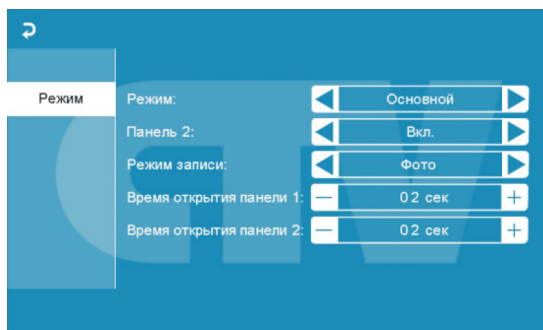 Режим
Режим: Основной
Панель 2: Вкл.
Режим записи: Фото
Время открытия панели 1: — 02 сек +
Время открытия панели 2: — 02 сек +